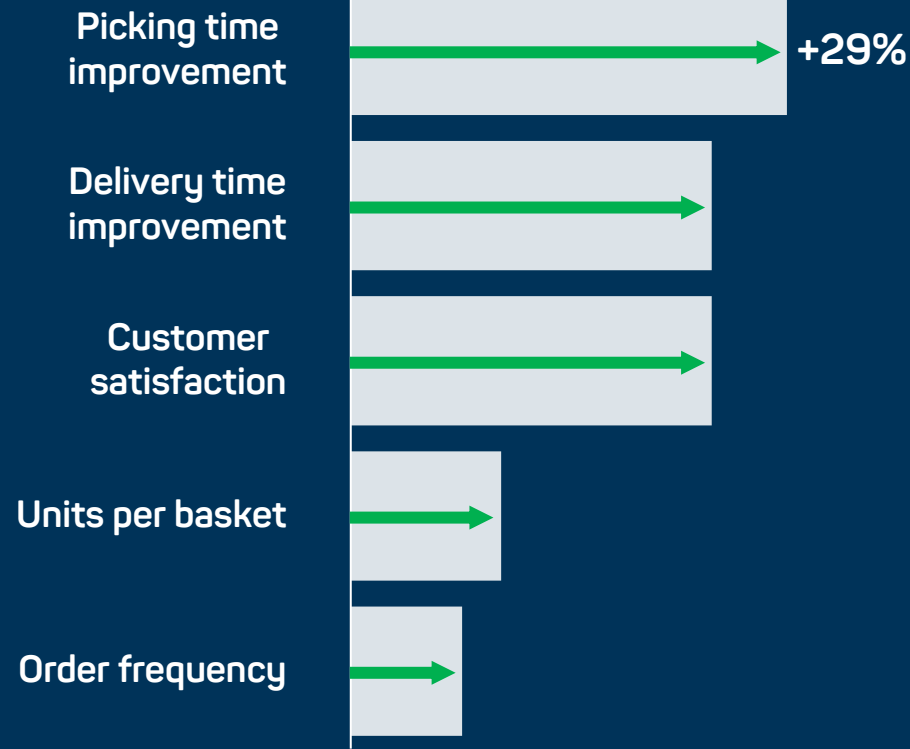 Picking time
improvement
+29%
Delivery time
improvement
Customer
satisfaction
Units per basket
Order frequency